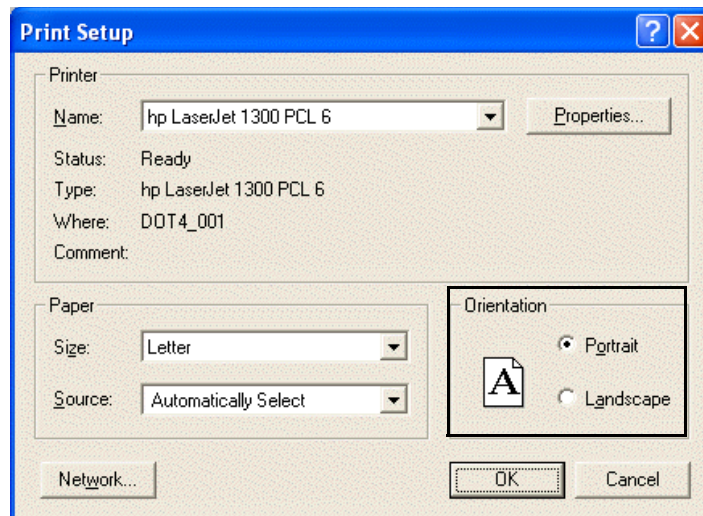 Print Setup
Printer
Name: hp LaserJet 1300 PCL 6 Properties...
Status: Ready
Type: hp LaserJet 1300 PCL 6
Where: DOT4_001
Comment:
Paper
Size: Letter
Source: Automatically Select
Orientation
A
Portrait
Landscape
Network... OK Cancel